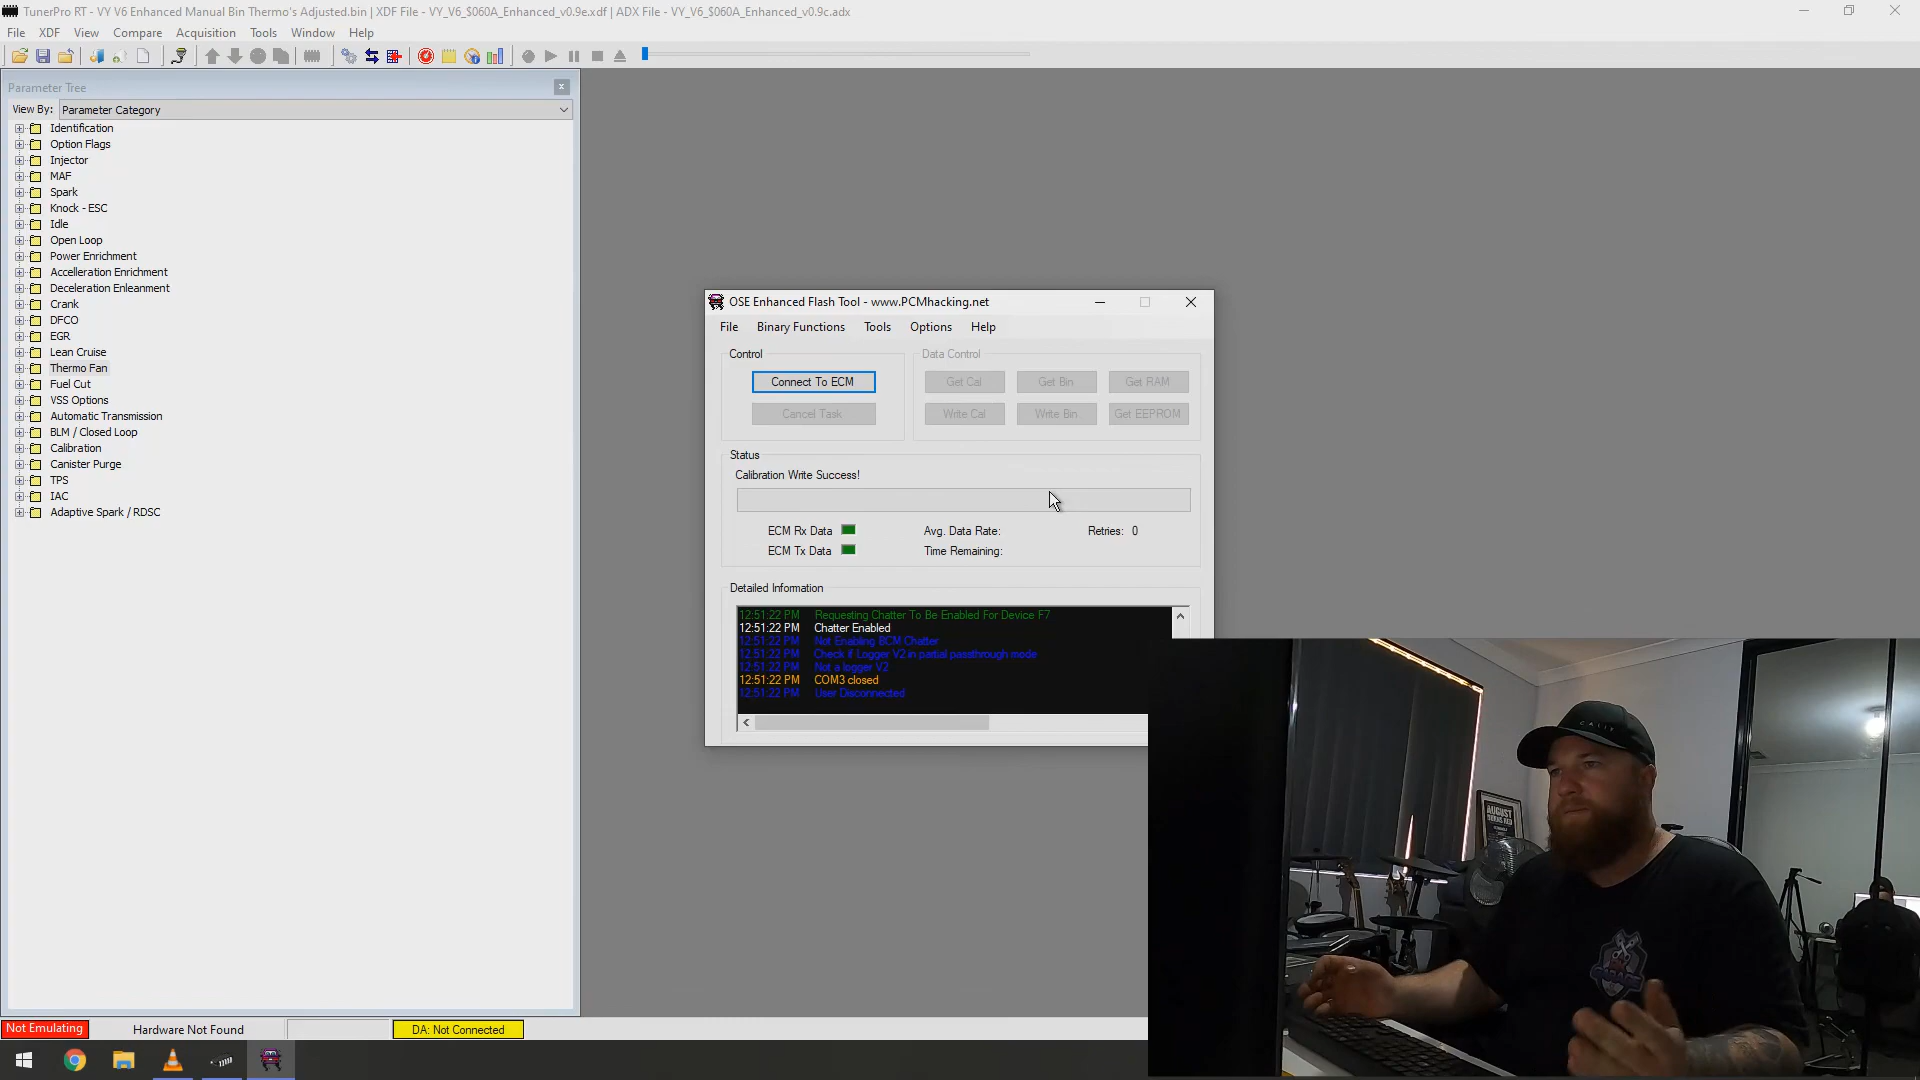 TunerPro RT - VY V6 Enhanced Manual Bin Thermo's Adjusted.bin | XDF File - VY_V6_$060A_Enhanced_v0.9e.xdf | ADX File - VY_V6_$060A_Enhanced_v0.9c.adx
File XDF View Compare Acquisition Tools Window Help
Parameter Tree
View By: Parameter Category
Identification
Option Flags
Injector
MAF
Spark
Knock - ESC
Idle
Open Loop
Power Enrichment
Accelleration Enrichment
Deceleration Enleanment
Crank
DFCO
EGR
Lean Cruise
Thermo Fan
Fuel Cut
VSS Options
Automatic Transmission
BLM / Closed Loop
Calibration
Canister Purge
TPS
IAC
Adaptive Spark / RDSC
OSE Enhanced Flash Tool - www.PCMhacking.net
File Binary Functions Tools Options Help
Control Data Control
Connect To ECM Get Cal Get Bin Get RAM
Cancel Task Write Cal Write Bin Get EEPROM
Status
Calibration Write Success!
ECM Rx Data Avg. Data Rate: Retries: 0
ECM Tx Data Time Remaining:
Detailed Information
12:51:22 PM Requesting Chatter To Be Enabled For Device F7
12:51:22 PM Chatter Enabled
12:51:22 PM Not Enabling BCM Chatter
12:51:22 PM Check if Logger V2 in partial passthrough mode
12:51:22 PM Not a logger V2
12:51:22 PM COM3 closed
12:51:22 PM User Disconnected
CALI
AUGUST
BURNS RED
Not Emulating Hardware Not Found DA: Not Connected